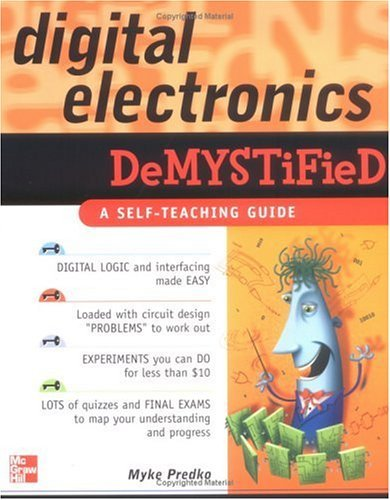 digital
electronics
DeMYSTiFieD
A SELF-TEACHING GUIDE
DIGITAL LOGIC and interfacing
made EASY
Loaded with circuit design
"PROBLEMS" to work out
EXPERIMENTS you can DO
for less than $10
LOTS of quizzes and FINAL EXAMS
to map your understanding
and progress
Mc
Graw
Hill
Myke Predko